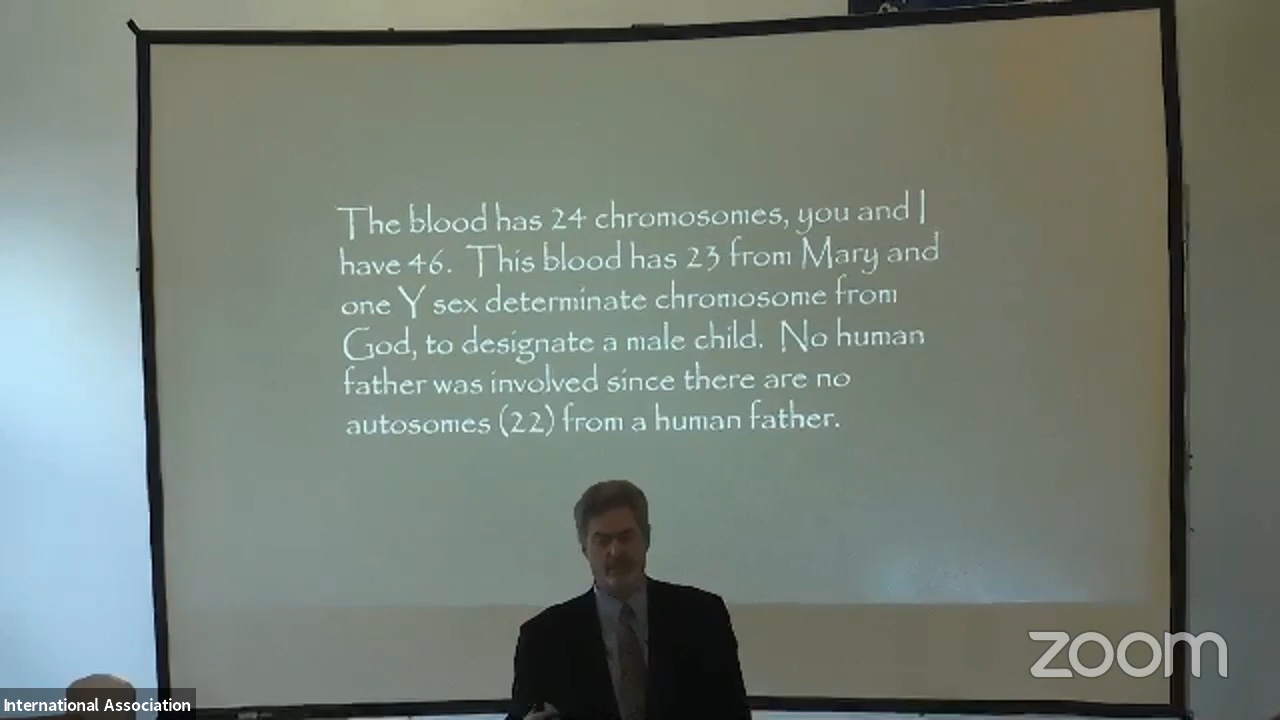 The blood has 24 chromosomes, you and I
have 46. This blood has 23 from Mary and
one Y sex determinate chromosome from
God, to designate a male child. No human
father was involved since there are no
autosomes (22) from a human father.
zoom
International Association